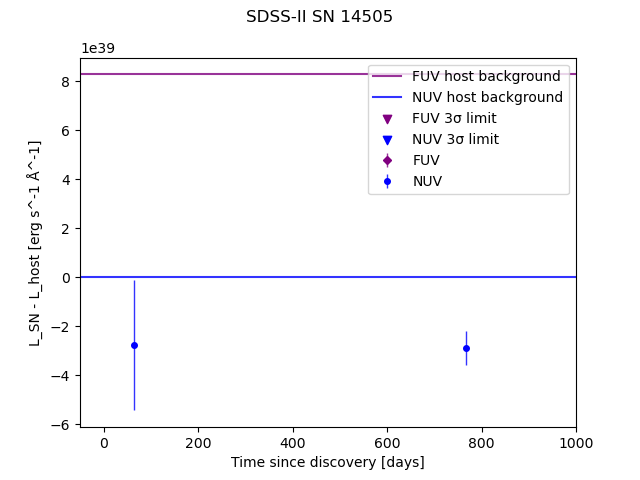 SDSS-II SN 14505
1e39
FUV host background
NUV host background
FUV 3σ limit
NUV 3σ limit
FUV
NUV
L_SN - L_host [erg s^-1 Å^-1]
8
6
4
2
0
−2
−4
−6
0 200 400 600 800 1000
Time since discovery [days]